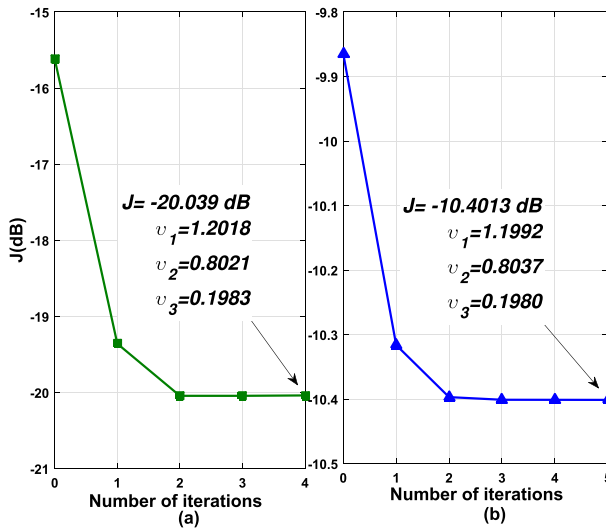 -15
-16
-17
-18
-19
-20
-21
J(dB)
J= -20.039 dB
υ1=1.2018
υ2=0.8021
υ3=0.1983
0 1 2 3 4
Number of iterations
(a)
-9.8
-9.9
-10
-10.1
-10.2
-10.3
-10.4
-10.5
J= -10.4013 dB
υ1=1.1992
υ2=0.8037
υ3=0.1980
0 1 2 3 4 5
Number of iterations
(b)